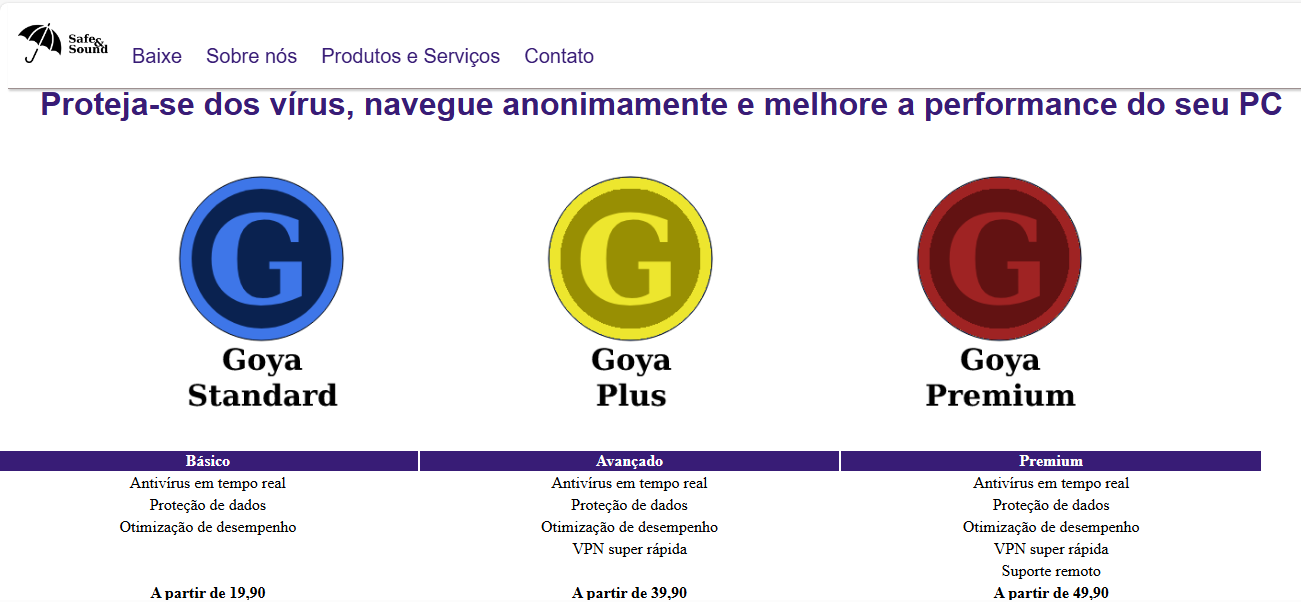 Safe&
Sound
Baixe Sobre nós Produtos e Serviços Contato
Proteja-se dos vírus, navegue anonimamente e melhore a performance do seu PC
G G G
Goya Goya Goya
Standard Plus Premium
Básico Avançado Premium
Antivírus em tempo real Antivírus em tempo real Antivírus em tempo real
Proteção de dados Proteção de dados Proteção de dados
Otimização de desempenho Otimização de desempenho Otimização de desempenho
VPN super rápida VPN super rápida
Suporte remoto
A partir de 19,90 A partir de 39,90 A partir de 49,90